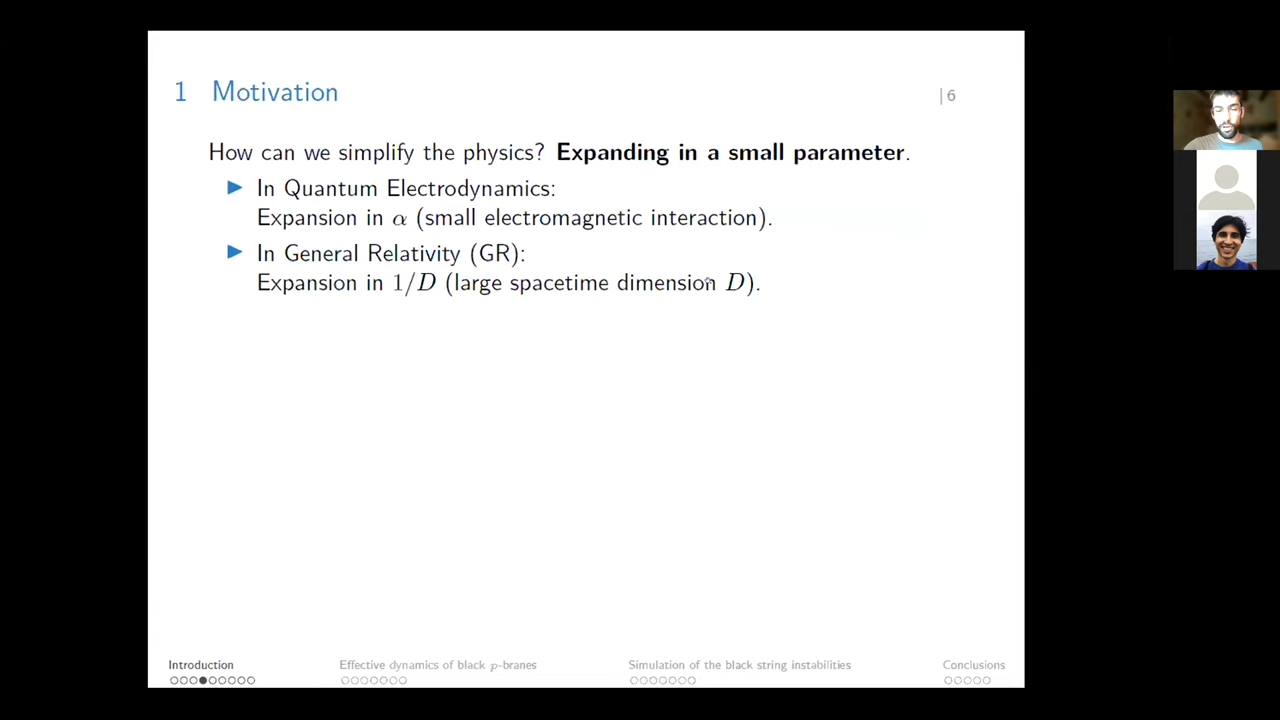 1 Motivation
| 6
How can we simplify the physics? Expanding in a small parameter.
▶ In Quantum Electrodynamics:
Expansion in α (small electromagnetic interaction).
▶ In General Relativity (GR):
Expansion in 1/D (large spacetime dimension D).
Introduction
Effective dynamics of black p-branes
Simulation of the black string instabilities
Conclusions